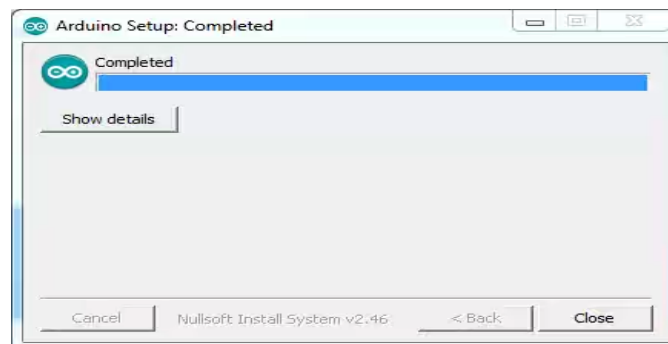 Arduino Setup: Completed
Completed
Show details
Cancel Nullsoft Install System v2.46 < Back Close